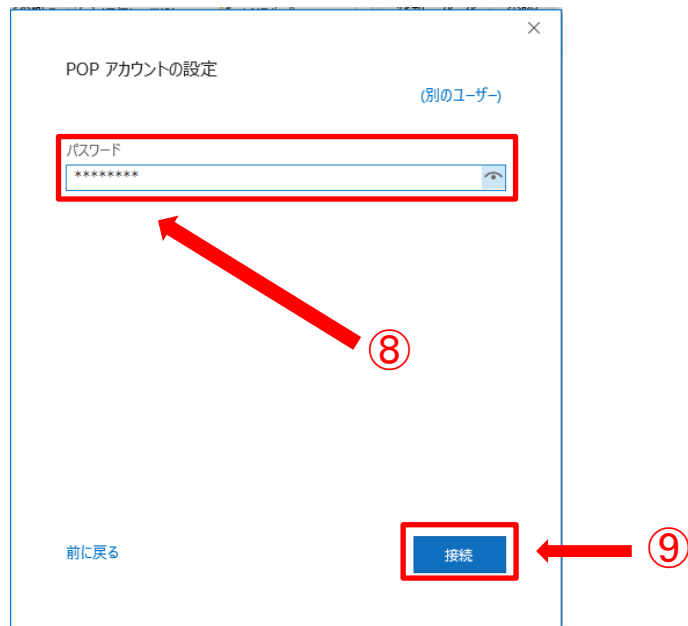 POP アカウントの設定
(別のユーザー)
パスワード
********
⑧
前に戻る
接続
⑨